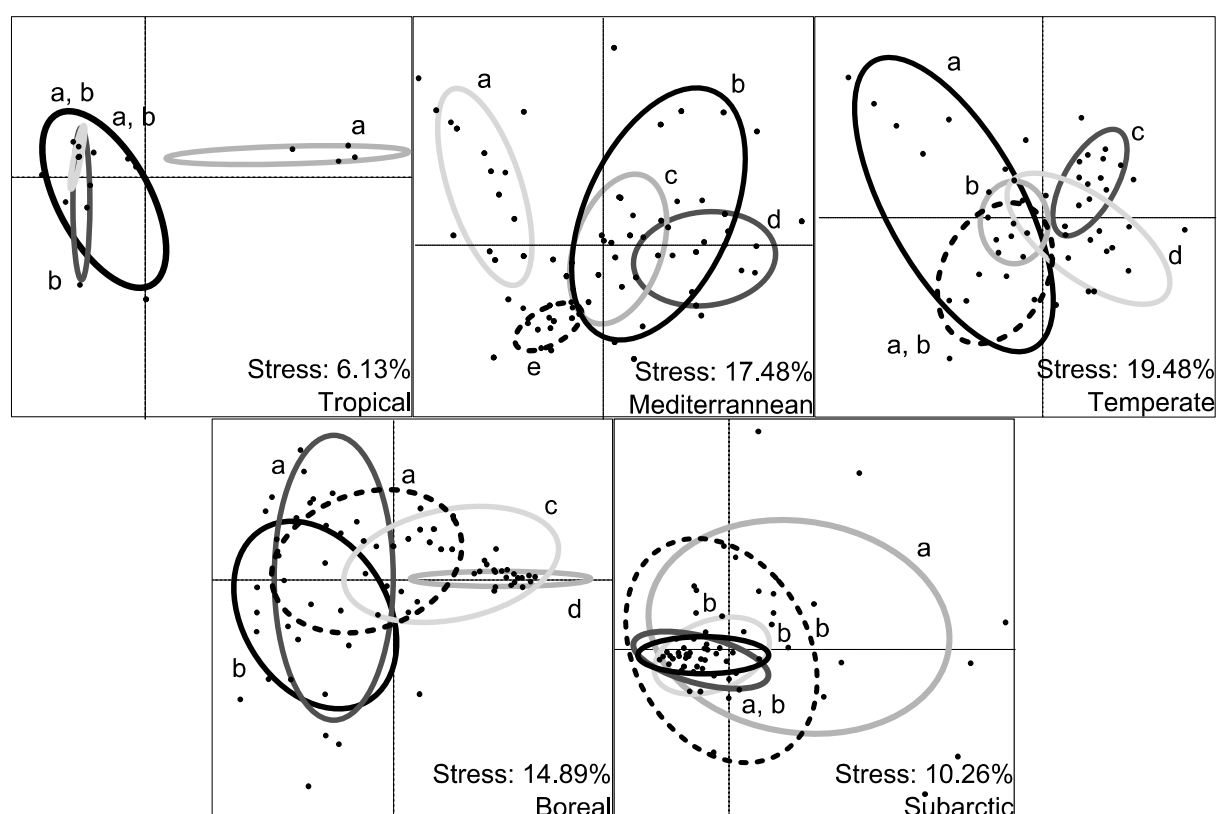 a, b
a, b
a
b
Stress: 6.13%
Tropical
a
b
c
d
e
Stress: 17.48%
Mediterrannean
a
c
b
d
a, b
Stress: 19.48%
Temperate
a
a
c
d
b
Stress: 14.89%
Boreal
a
b
b
b
a, b
Stress: 10.26%
Subarctic